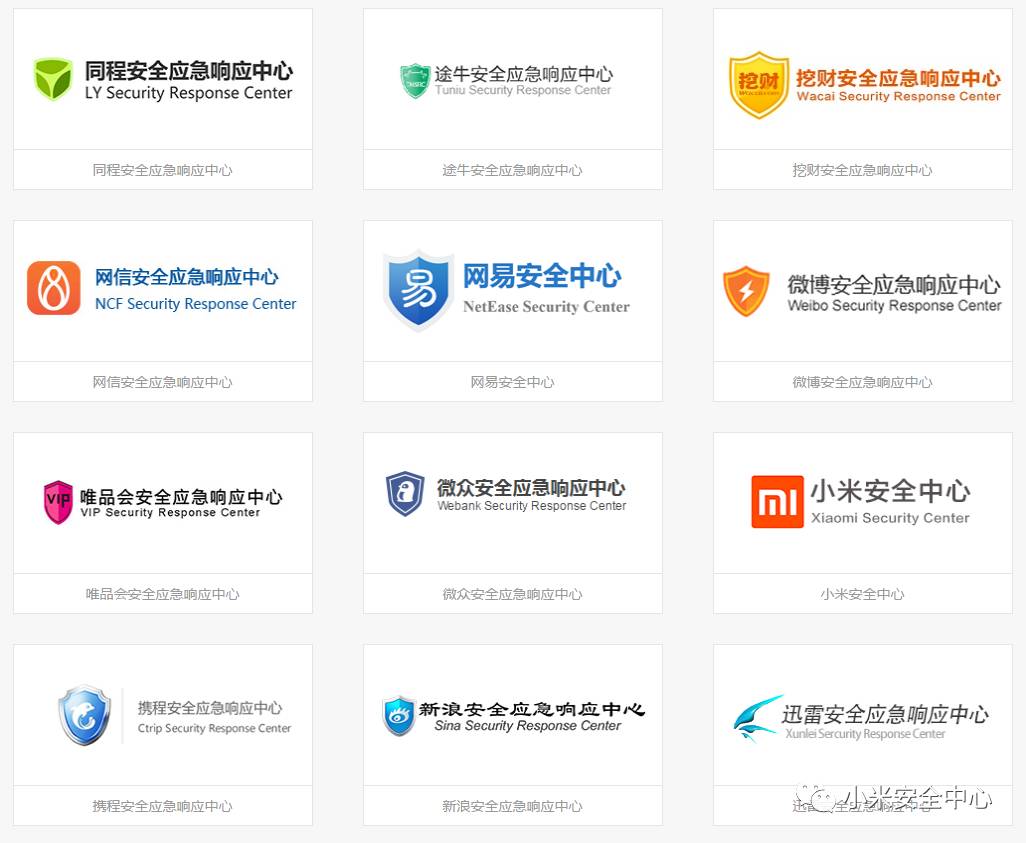 同程安全应急响应中心
LY Security Response Center
同程安全应急响应中心
TNSRC
途牛安全应急响应中心
Tuniu Security Response Center
途牛安全应急响应中心
挖财
Wacai.com
挖财安全应急响应中心
Wacai Security Response Center
挖财安全应急响应中心
网信安全应急响应中心
NCF Security Response Center
网信安全应急响应中心
易
网易安全中心
NetEase Security Center
网易安全中心
微博安全应急响应中心
Weibo Security Response Center
微博安全应急响应中心
VIP
唯品会安全应急响应中心
VIP Security Response Center
唯品会安全应急响应中心
微众安全应急响应中心
Webank Security Response Center
微众安全应急响应中心
mi
小米安全中心
Xiaomi Security Center
小米安全中心
携程安全应急响应中心
Ctrip Security Response Center
携程安全应急响应中心
新浪安全应急响应中心
Sina Security Response Center
新浪安全应急响应中心
迅雷安全应急响应中心
Xunlei Sercurity Response Center
迅雷安全应急响应中心
小米安全中心